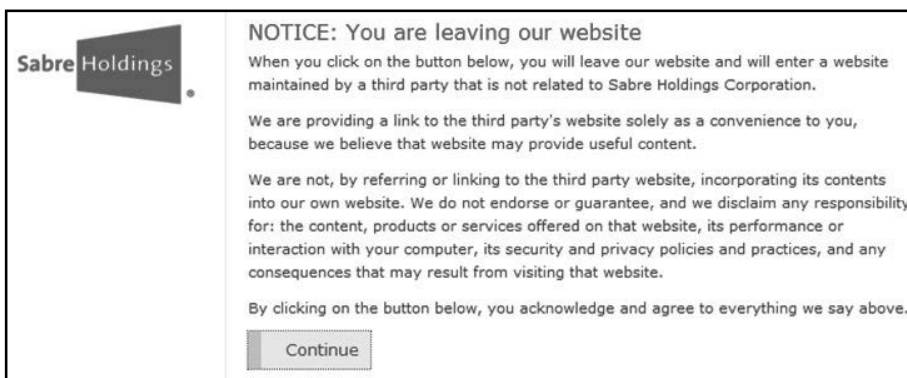 Sabre Holdings
®
NOTICE: You are leaving our website
When you click on the button below, you will leave our website and will enter a website
maintained by a third party that is not related to Sabre Holdings Corporation.
We are providing a link to the third party's website solely as a convenience to you,
because we believe that website may provide useful content.
We are not, by referring or linking to the third party website, incorporating its contents
into our own website. We do not endorse or guarantee, and we disclaim any responsibility
for: the content, products or services offered on that website, its performance or
interaction with your computer, its security and privacy policies and practices, and any
consequences that may result from visiting that website.
By clicking on the button below, you acknowledge and agree to everything we say above.
Continue